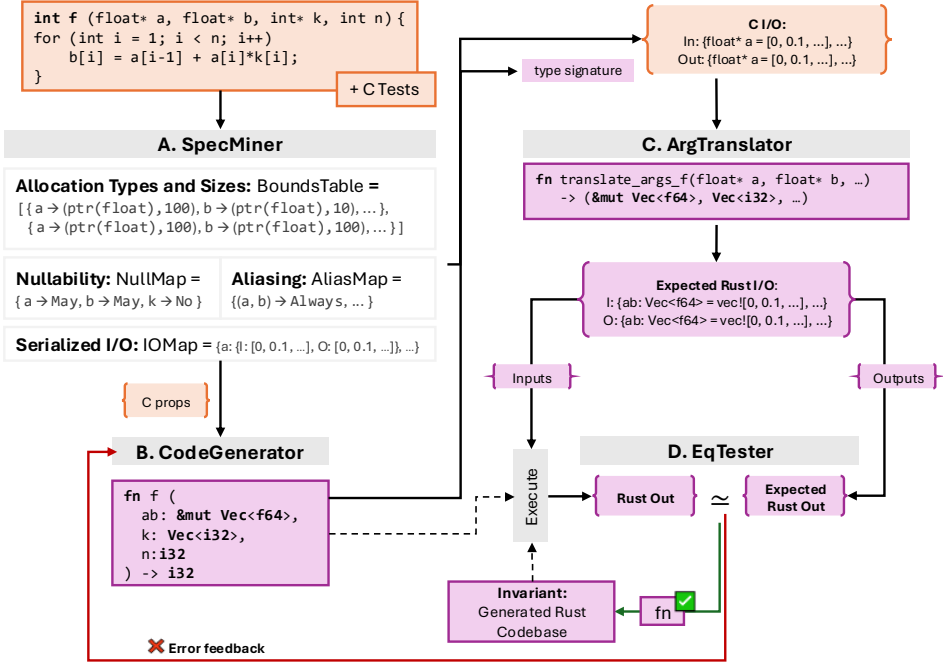 int f (float* a, float* b, int* k, int n) {
for (int i = 1; i < n; i++)
b[i] = a[i-1] + a[i]*k[i];
}
+ C Tests
A. SpecMiner
Allocation Types and Sizes: BoundsTable =
[ { a → (ptr(float), 100), b → (ptr(float), 10), ... },
{ a → (ptr(float), 100), b → (ptr(float), 100), ... } ]
Nullability: NullMap =
{ a → May, b → May, k → No }
Aliasing: AliasMap =
{(a, b) → Always, ... }
Serialized I/O: IOMap = {a: {I: [0, 0.1, ...], O: [0, 0.1, ...]}, ...}
C props
B. CodeGenerator
fn f (
ab: &mut Vec<f64>,
k: Vec<i32>,
n:i32
) -> i32
❌ Error feedback
C I/O:
In: {float* a = [0, 0.1, ...], ...}
Out: {float* a = [0, 0.1, ...], ...}
type signature
C. ArgTranslator
fn translate_args_f(float* a, float* b, …)
-> (&mut Vec<f64>, Vec<i32>, …)
Expected Rust I/O:
I: {ab: Vec<f64> = vec![0, 0.1, ...], ...}
O: {ab: Vec<f64> = vec![0, 0.1, ...], ...}
Inputs
Outputs
D. EqTester
Execute
Rust Out
≃
Expected
Rust Out
Invariant:
Generated Rust
Codebase
fn ✅